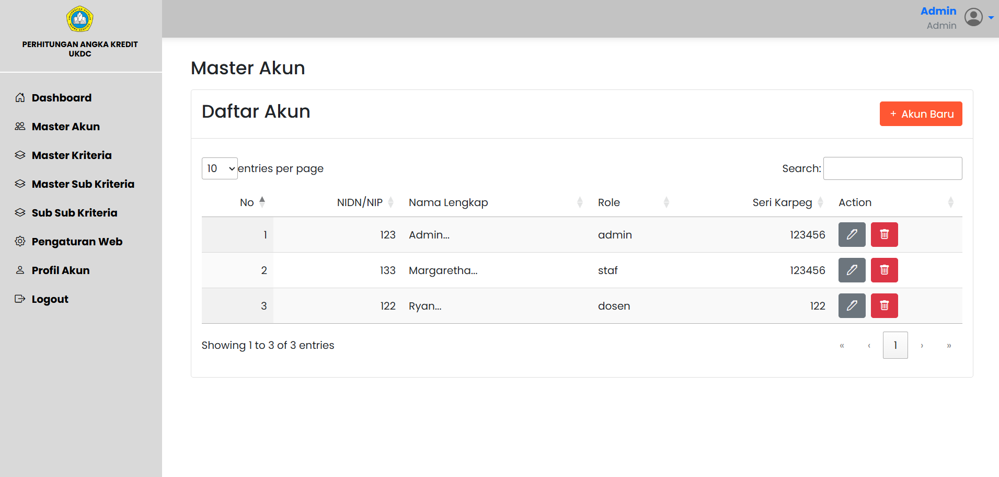 PERHITUNGAN ANGKA KREDIT
UKDC
Admin
Admin
Dashboard
Master Akun
Master Kriteria
Master Sub Kriteria
Sub Sub Kriteria
Pengaturan Web
Profil Akun
Logout
Master Akun
Daftar Akun
+ Akun Baru
10 entries per page
Search:
No NIDN/NIP Nama Lengkap Role Seri Karpeg Action
1 123 Admin... admin 123456
2 133 Margaretha... staf 123456
3 122 Ryan... dosen 122
Showing 1 to 3 of 3 entries
« ‹ 1 › »